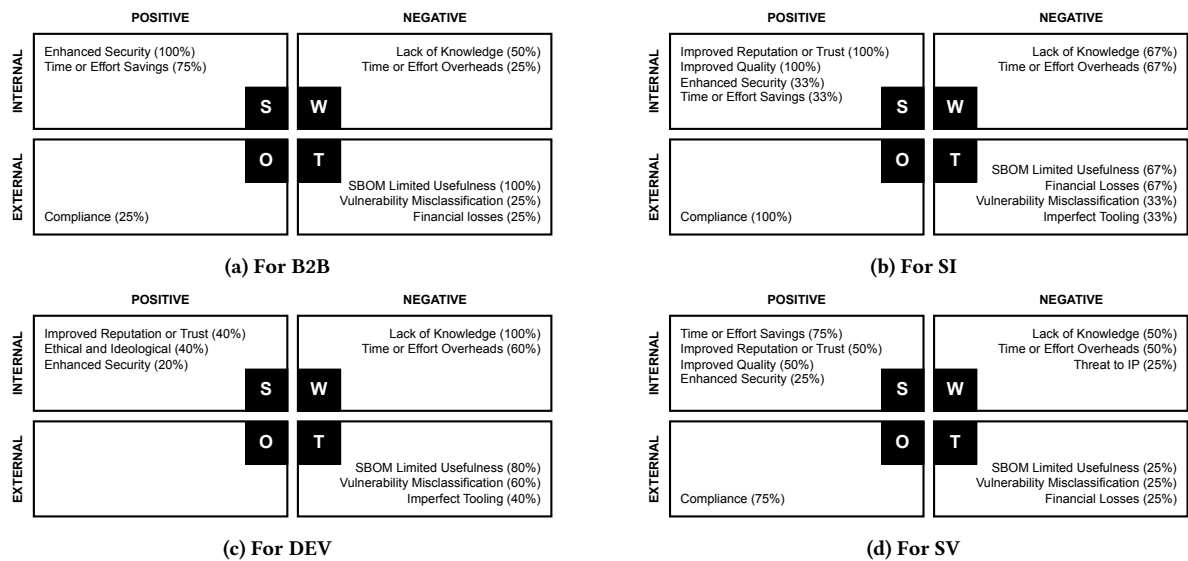 POSITIVE
NEGATIVE
INTERNAL
Enhanced Security (100%)
Time or Effort Savings (75%)
S
Lack of Knowledge (50%)
Time or Effort Overheads (25%)
W
EXTERNAL
O
Compliance (25%)
T
SBOM Limited Usefulness (100%)
Vulnerability Misclassification (25%)
Financial losses (25%)
(a) For B2B
POSITIVE
NEGATIVE
INTERNAL
Improved Reputation or Trust (100%)
Improved Quality (100%)
Enhanced Security (33%)
Time or Effort Savings (33%)
S
Lack of Knowledge (67%)
Time or Effort Overheads (67%)
W
EXTERNAL
O
Compliance (100%)
T
SBOM Limited Usefulness (67%)
Financial Losses (67%)
Vulnerability Misclassification (33%)
Imperfect Tooling (33%)
(b) For SI
POSITIVE
NEGATIVE
INTERNAL
Improved Reputation or Trust (40%)
Ethical and Ideological (40%)
Enhanced Security (20%)
S
Lack of Knowledge (100%)
Time or Effort Overheads (60%)
W
EXTERNAL
O
T
SBOM Limited Usefulness (80%)
Vulnerability Misclassification (60%)
Imperfect Tooling (40%)
(c) For DEV
POSITIVE
NEGATIVE
INTERNAL
Time or Effort Savings (75%)
Improved Reputation or Trust (50%)
Improved Quality (50%)
Enhanced Security (25%)
S
Lack of Knowledge (50%)
Time or Effort Overheads (50%)
Threat to IP (25%)
W
EXTERNAL
O
Compliance (75%)
T
SBOM Limited Usefulness (25%)
Vulnerability Misclassification (25%)
Financial Losses (25%)
(d) For SV